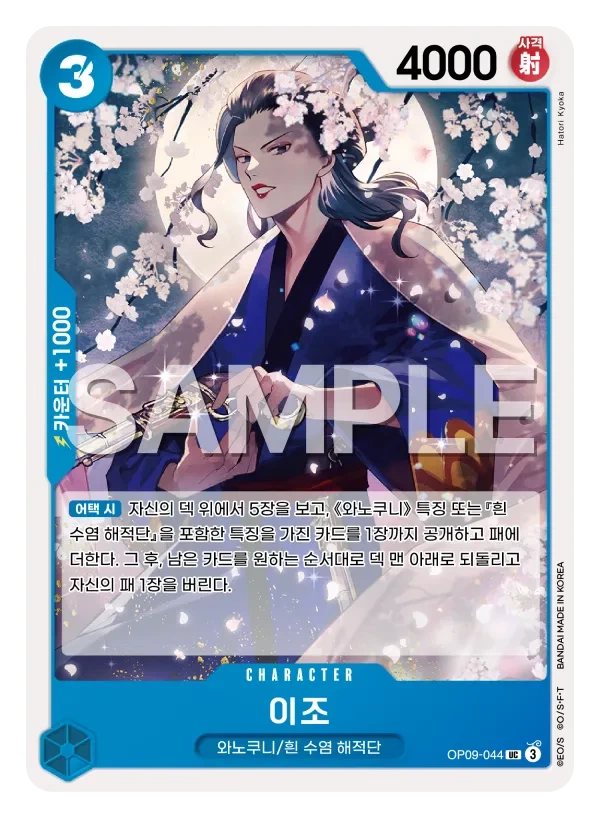 3
4000
사격
射
Hatori Kyoka
카운터 +1000
SAMPLE
어택 시 자신의 덱 위에서 5장을 보고, 《와노쿠니》 특징 또는 『흰
수염 해적단』을 포함한 특징을 가진 카드를 1장까지 공개하고 패에
더한다. 그 후, 남은 카드를 원하는 순서대로 덱 맨 아래로 되돌리고
자신의 패 1장을 버린다.
CHARACTER
이조
와노쿠니/흰 수염 해적단
OP09-044 UC 3
©EO/S ©O/S·F·T BANDAI MADE IN KOREA